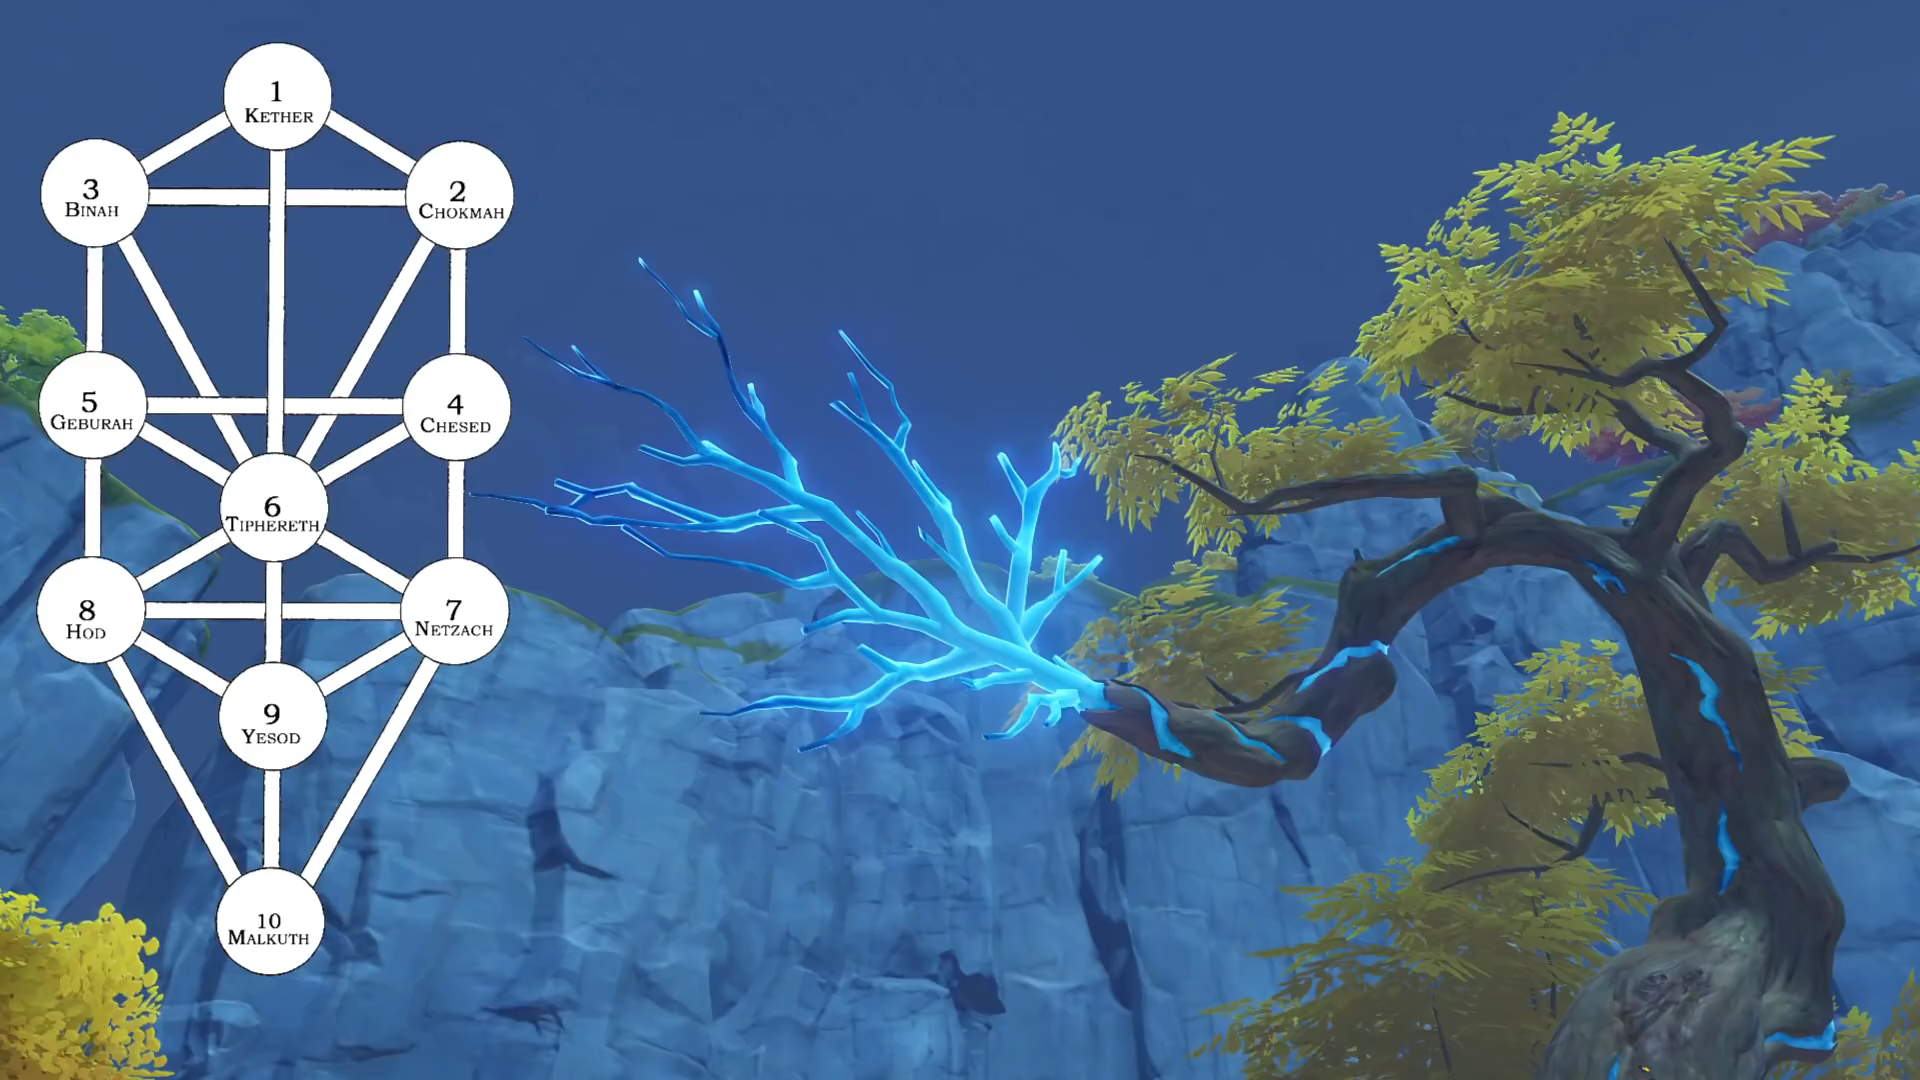 1
KETHER
3
BINAH
2
CHOKMAH
5
GEBURAH
4
CHESED
6
TIPHERETH
8
HOD
7
NETZACH
9
YESOD
10
MALKUTH